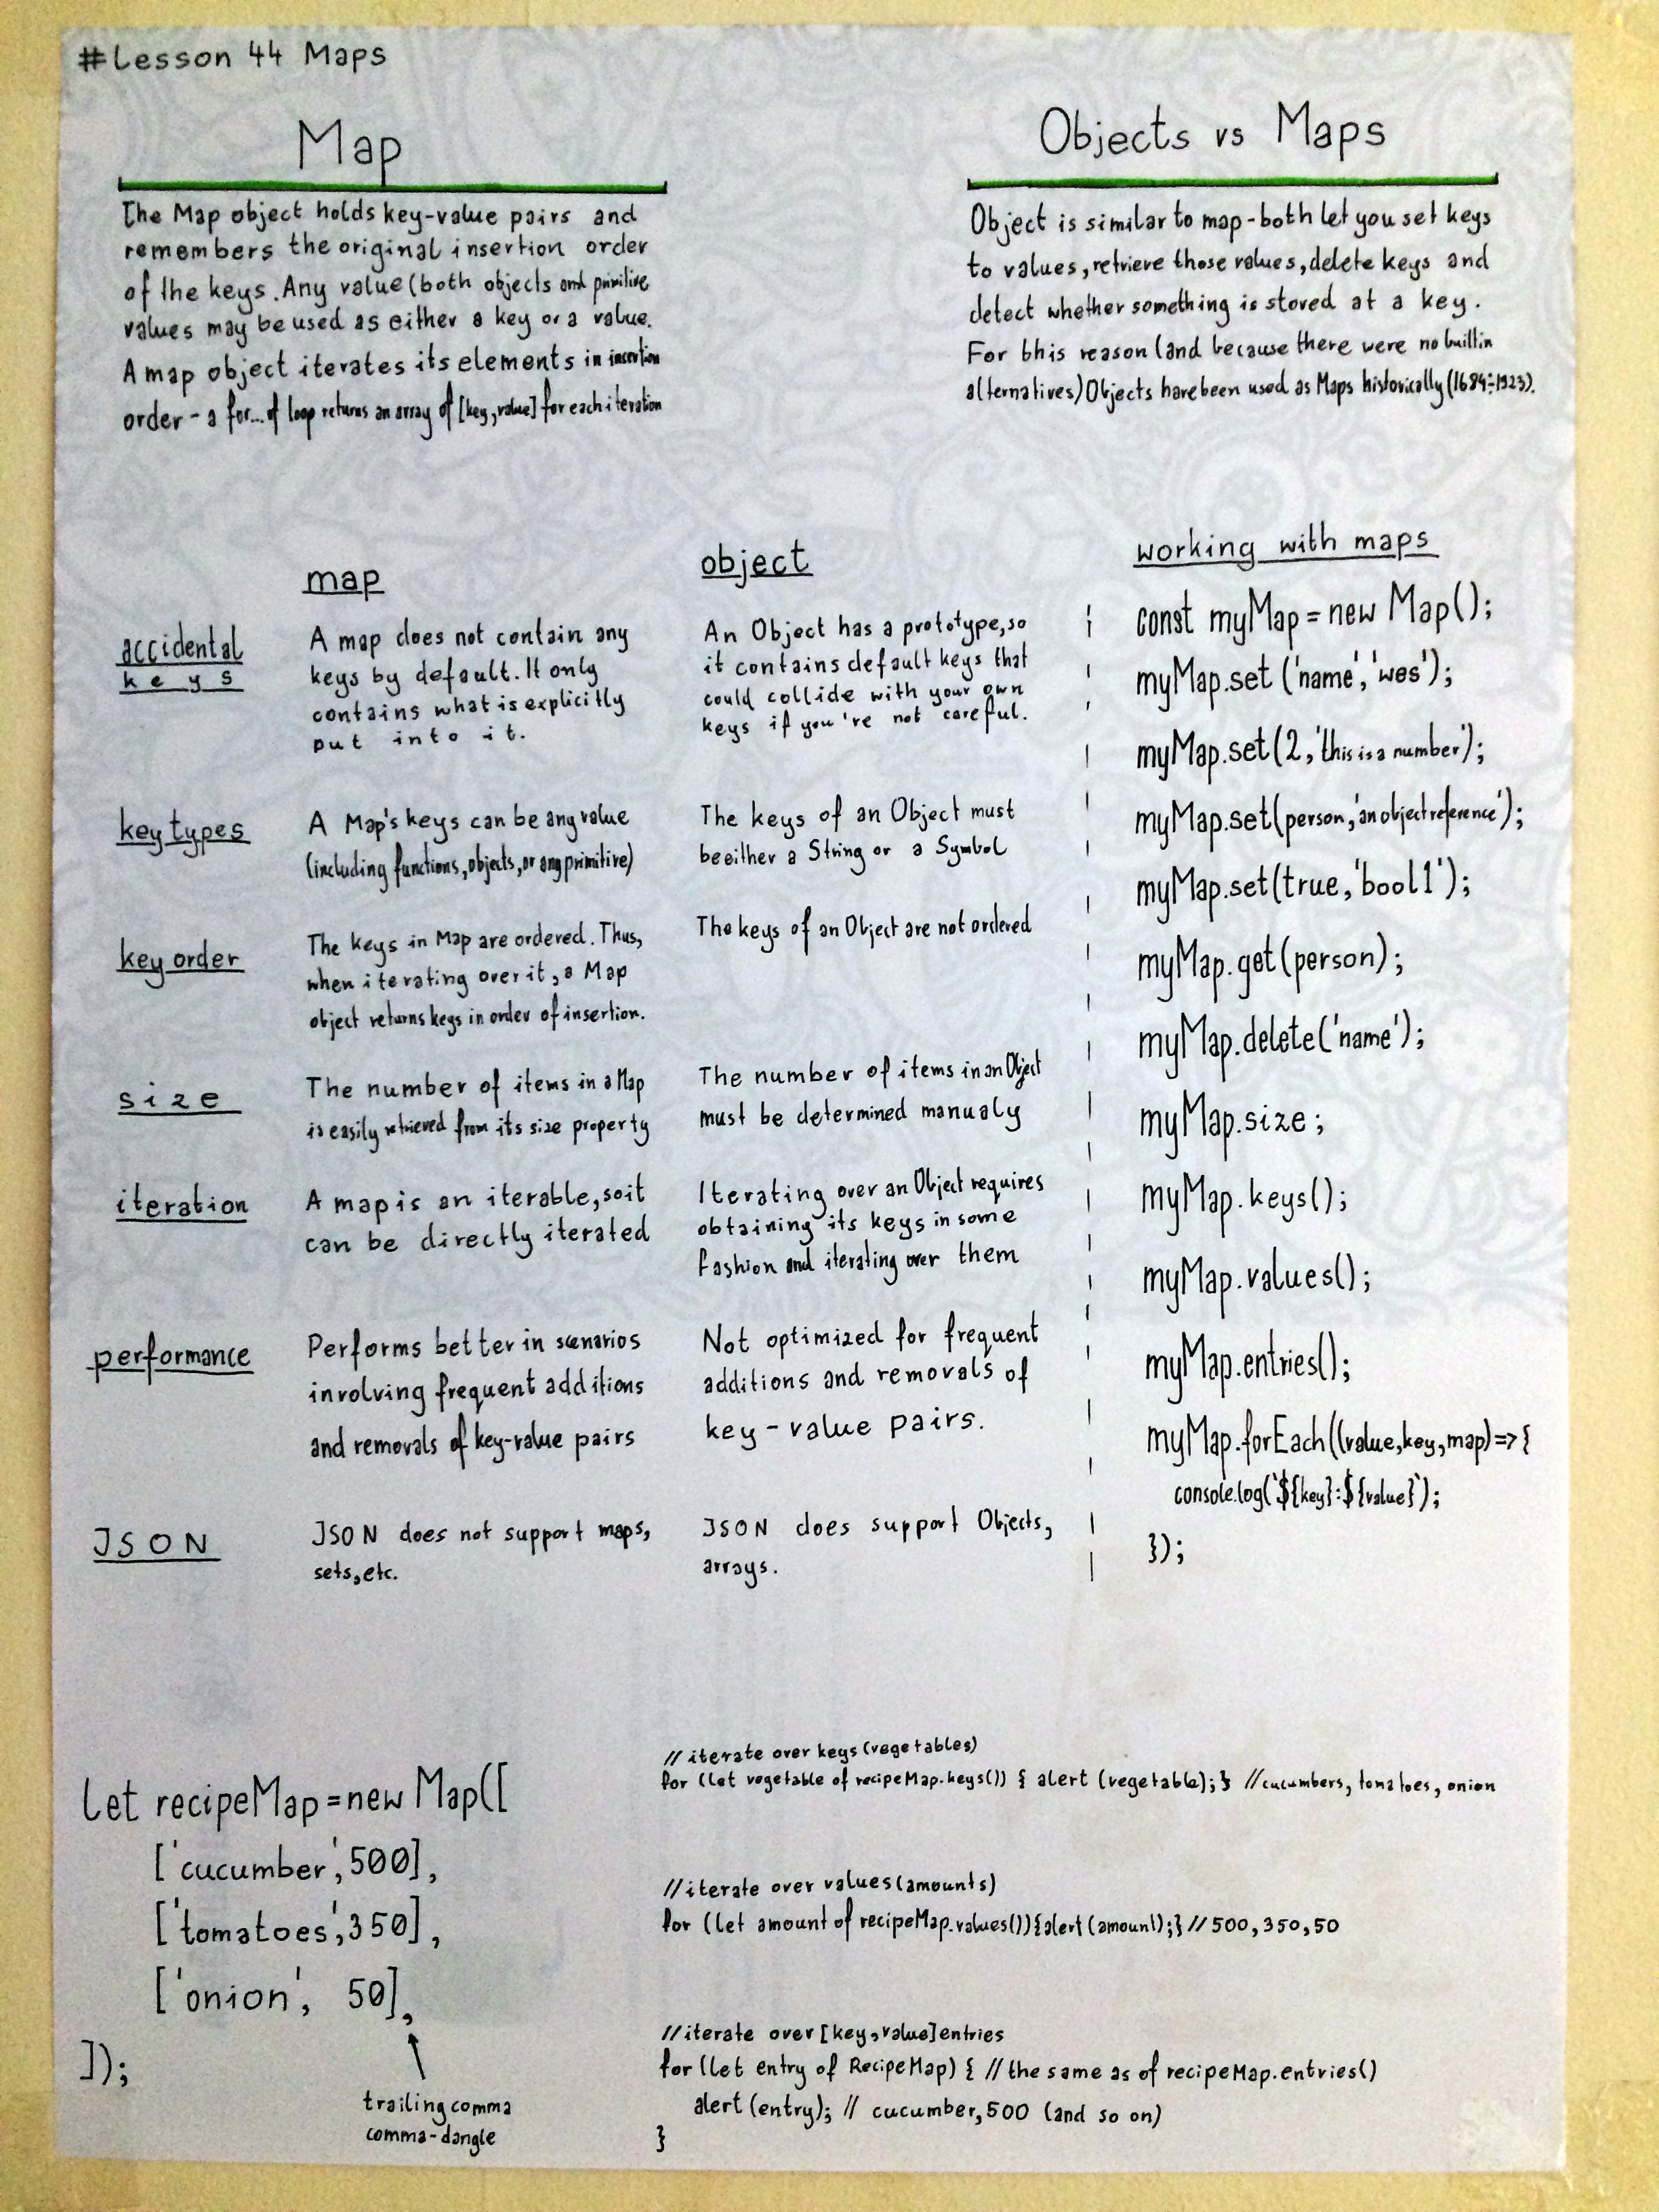 #Lesson 44 Maps
Map
The Map object holds key-value pairs and
remembers the original insertion order
of the keys. Any value (both objects and primitive
values may be used as either a key or a value.
A map object iterates its elements in insertion
order - a for...of loop returns an array of [key,value] for each iteration
Objects vs Maps
Object is similar to map-both let you set keys
to values, retrieve those values, delete keys and
detect whether something is stored at a key.
For this reason (and because there were no builtin
alternatives) Objects have been used as Maps historically (1684÷1923).
map
object
accidental
keys
A map does not contain any
keys by default. It only
contains what is explicitly
put into it.
An Object has a prototype, so
it contains default keys that
could collide with your own
keys if you're not careful.
key types
A Map's keys can be any value
(including functions, objects, or any primitive)
The keys of an Object must
be either a String or a Symbol
key order
The keys in Map are ordered. Thus,
when iterating over it, a Map
object returns keys in order of insertion.
The keys of an Object are not ordered
size
The number of items in a Map
is easily retrieved from its size property
The number of items in an Object
must be determined manualy
iteration
A map is an iterable, so it
can be directly iterated
Iterating over an Object requires
obtaining its keys in some
fashion and iterating over them
performance
Performs better in scenarios
involving frequent additions
and removals of key-value pairs
Not optimized for frequent
additions and removals of
key-value pairs.
JSON
JSON does not support maps,
sets, etc.
JSON does support Objects,
arrays.
working with maps
const myMap = new Map();
myMap.set('name','wes');
myMap.set(2,'this is a number');
myMap.set(person,'an object reference');
myMap.set(true,'bool1');
myMap.get(person);
myMap.delete('name');
myMap.size;
myMap.keys();
myMap.values();
myMap.entries();
myMap.forEach((value,key,map)=>{
console.log(`${key}:${value}`);
});
let recipeMap = new Map([
['cucumber',500],
['tomatoes',350],
['onion', 50],
]);
trailing comma
comma-dangle
// iterate over keys (vegetables)
for (let vegetable of recipeMap.keys()) { alert (vegetable); } //cucumbers, tomatoes, onion
//iterate over values (amounts)
for (let amount of recipeMap.values()){alert(amount);} // 500, 350, 50
//iterate over [key,value] entries
for (let entry of RecipeMap) { // the same as of recipeMap.entries()
alert(entry); // cucumber,500 (and so on)
}